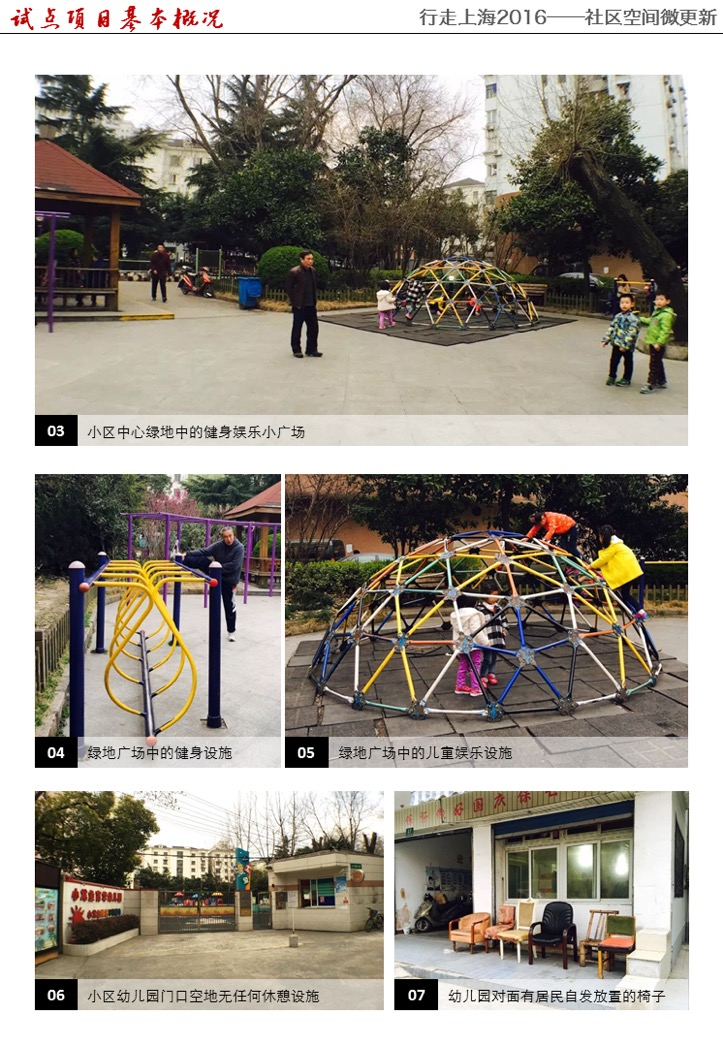 试点项目基本概况
行走上海2016——社区空间微更新
03 小区中心绿地中的健身娱乐小广场
04 绿地广场中的健身设施
05 绿地广场中的儿童娱乐设施
06 小区幼儿园门口空地无任何休憩设施
07 幼儿园对面有居民自发放置的椅子